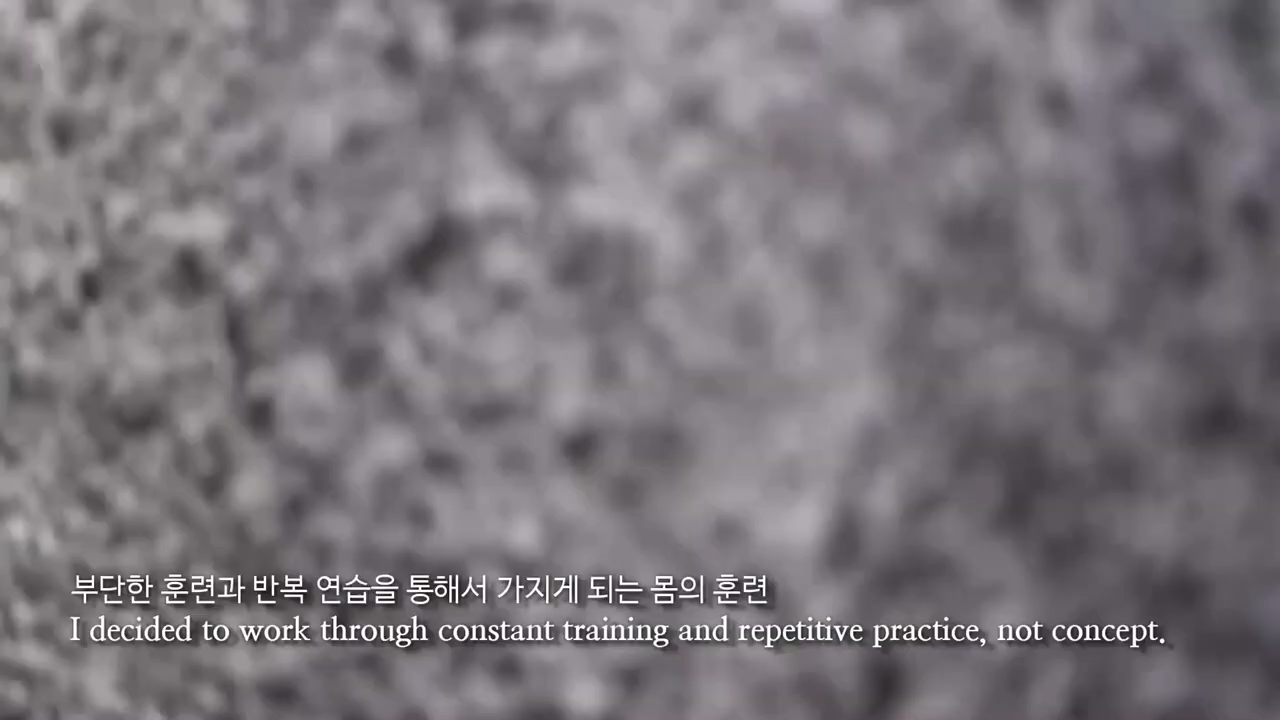 부단한 훈련과 반복 연습을 통해서 가지게 되는 몸의 훈련
I decided to work through constant training and repetitive practice, not concept.